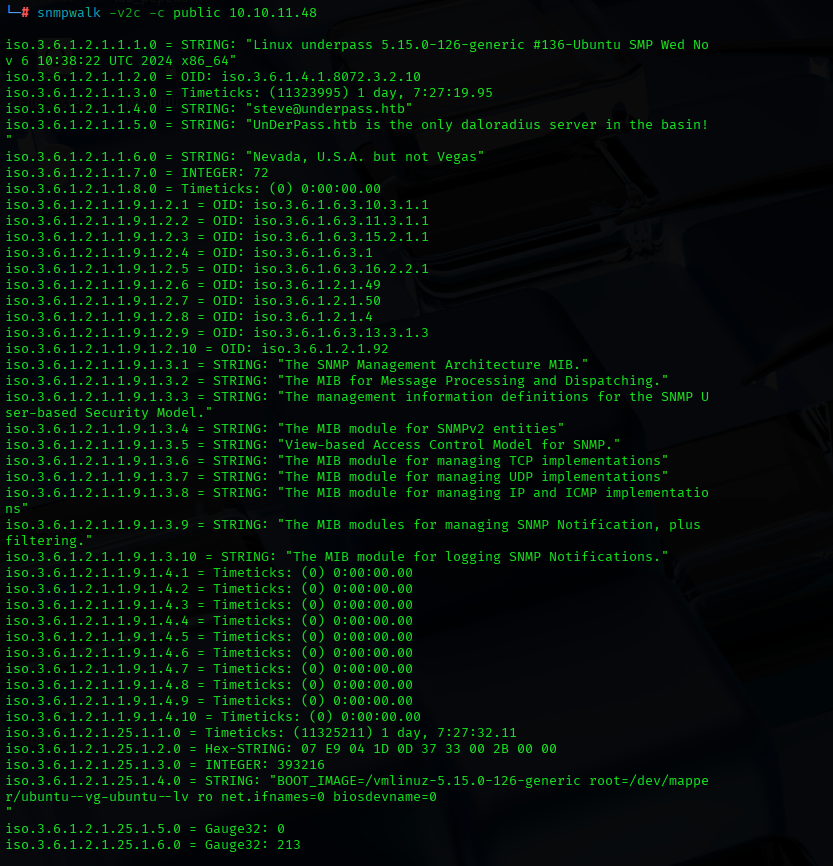 └─# snmpwalk -v2c -c public 10.10.11.48
iso.3.6.1.2.1.1.1.0 = STRING: "Linux underpass 5.15.0-126-generic #136-Ubuntu SMP Wed No
v 6 10:38:22 UTC 2024 x86_64"
iso.3.6.1.2.1.1.2.0 = OID: iso.3.6.1.4.1.8072.3.2.10
iso.3.6.1.2.1.1.3.0 = Timeticks: (11323995) 1 day, 7:27:19.95
iso.3.6.1.2.1.1.4.0 = STRING: "steve@underpass.htb"
iso.3.6.1.2.1.1.5.0 = STRING: "UnDerPass.htb is the only daloradius server in the basin!
"
iso.3.6.1.2.1.1.6.0 = STRING: "Nevada, U.S.A. but not Vegas"
iso.3.6.1.2.1.1.7.0 = INTEGER: 72
iso.3.6.1.2.1.1.8.0 = Timeticks: (0) 0:00:00.00
iso.3.6.1.2.1.1.9.1.2.1 = OID: iso.3.6.1.6.3.10.3.1.1
iso.3.6.1.2.1.1.9.1.2.2 = OID: iso.3.6.1.6.3.11.3.1.1
iso.3.6.1.2.1.1.9.1.2.3 = OID: iso.3.6.1.6.3.15.2.1.1
iso.3.6.1.2.1.1.9.1.2.4 = OID: iso.3.6.1.6.3.1
iso.3.6.1.2.1.1.9.1.2.5 = OID: iso.3.6.1.6.3.16.2.2.1
iso.3.6.1.2.1.1.9.1.2.6 = OID: iso.3.6.1.2.1.49
iso.3.6.1.2.1.1.9.1.2.7 = OID: iso.3.6.1.2.1.50
iso.3.6.1.2.1.1.9.1.2.8 = OID: iso.3.6.1.2.1.4
iso.3.6.1.2.1.1.9.1.2.9 = OID: iso.3.6.1.6.3.13.3.1.3
iso.3.6.1.2.1.1.9.1.2.10 = OID: iso.3.6.1.2.1.92
iso.3.6.1.2.1.1.9.1.3.1 = STRING: "The SNMP Management Architecture MIB."
iso.3.6.1.2.1.1.9.1.3.2 = STRING: "The MIB for Message Processing and Dispatching."
iso.3.6.1.2.1.1.9.1.3.3 = STRING: "The management information definitions for the SNMP U
ser-based Security Model."
iso.3.6.1.2.1.1.9.1.3.4 = STRING: "The MIB module for SNMPv2 entities"
iso.3.6.1.2.1.1.9.1.3.5 = STRING: "View-based Access Control Model for SNMP."
iso.3.6.1.2.1.1.9.1.3.6 = STRING: "The MIB module for managing TCP implementations"
iso.3.6.1.2.1.1.9.1.3.7 = STRING: "The MIB module for managing UDP implementations"
iso.3.6.1.2.1.1.9.1.3.8 = STRING: "The MIB module for managing IP and ICMP implementatio
ns"
iso.3.6.1.2.1.1.9.1.3.9 = STRING: "The MIB modules for managing SNMP Notification, plus
filtering."
iso.3.6.1.2.1.1.9.1.3.10 = STRING: "The MIB module for logging SNMP Notifications."
iso.3.6.1.2.1.1.9.1.4.1 = Timeticks: (0) 0:00:00.00
iso.3.6.1.2.1.1.9.1.4.2 = Timeticks: (0) 0:00:00.00
iso.3.6.1.2.1.1.9.1.4.3 = Timeticks: (0) 0:00:00.00
iso.3.6.1.2.1.1.9.1.4.4 = Timeticks: (0) 0:00:00.00
iso.3.6.1.2.1.1.9.1.4.5 = Timeticks: (0) 0:00:00.00
iso.3.6.1.2.1.1.9.1.4.6 = Timeticks: (0) 0:00:00.00
iso.3.6.1.2.1.1.9.1.4.7 = Timeticks: (0) 0:00:00.00
iso.3.6.1.2.1.1.9.1.4.8 = Timeticks: (0) 0:00:00.00
iso.3.6.1.2.1.1.9.1.4.9 = Timeticks: (0) 0:00:00.00
iso.3.6.1.2.1.1.9.1.4.10 = Timeticks: (0) 0:00:00.00
iso.3.6.1.2.1.25.1.1.0 = Timeticks: (11325211) 1 day, 7:27:32.11
iso.3.6.1.2.1.25.1.2.0 = Hex-STRING: 07 E9 04 1D 0D 37 33 00 2B 00 00
iso.3.6.1.2.1.25.1.3.0 = INTEGER: 393216
iso.3.6.1.2.1.25.1.4.0 = STRING: "BOOT_IMAGE=/vmlinuz-5.15.0-126-generic root=/dev/mappe
r/ubuntu--vg-ubuntu--lv ro net.ifnames=0 biosdevname=0
"
iso.3.6.1.2.1.25.1.5.0 = Gauge32: 0
iso.3.6.1.2.1.25.1.6.0 = Gauge32: 213